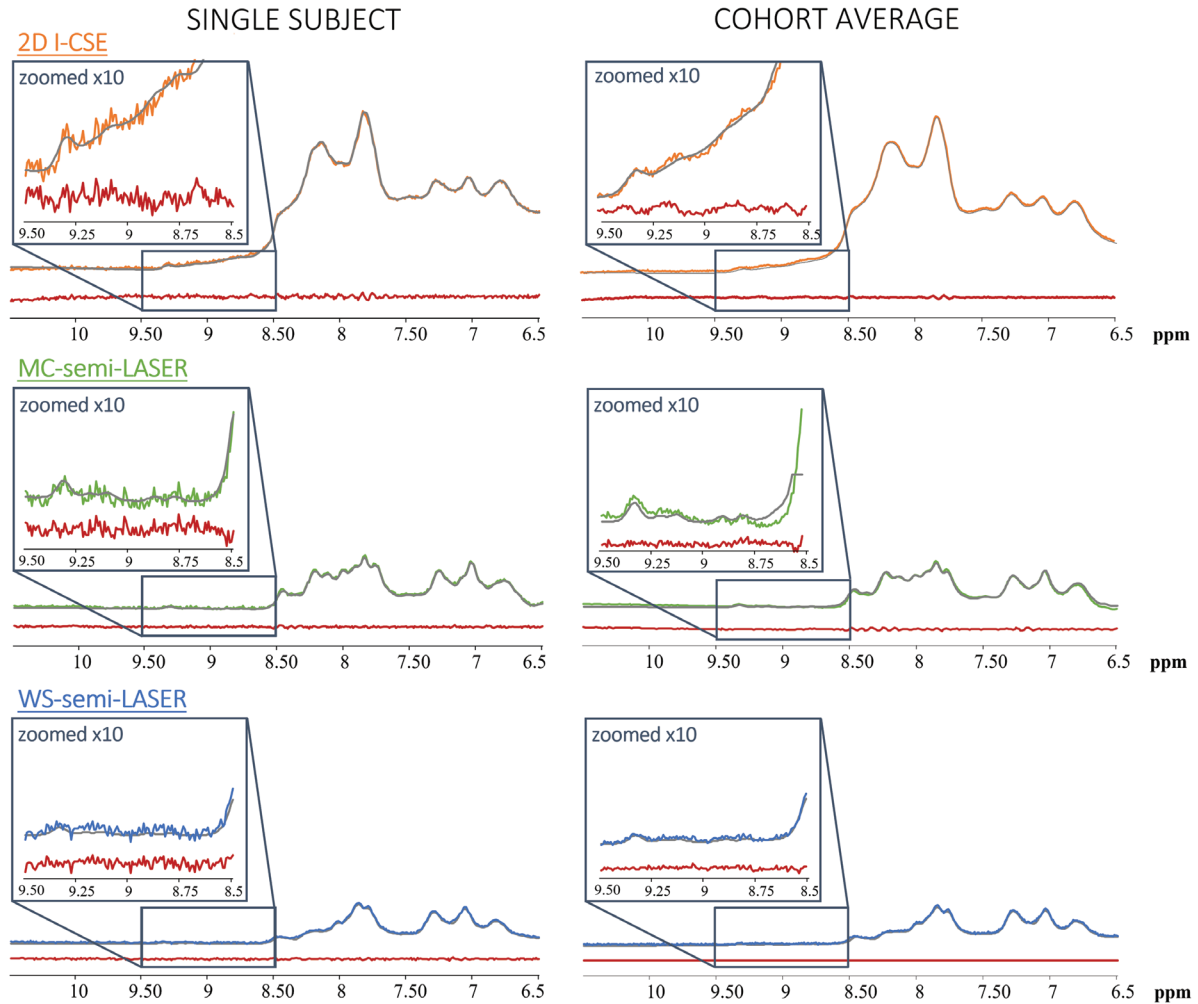 SINGLE SUBJECT COHORT AVERAGE
2D I-CSE
zoomed x10 zoomed x10
9.50 9.25 9 8.75 8.5 9.50 9.25 9 8.75 8.5
10 9.50 9 8.50 8 7.50 7 6.5 10 9.50 9 8.50 8 7.50 7 6.5 ppm
MC-semi-LASER
zoomed x10 zoomed x10
9.50 9.25 9 8.75 8.5 9.50 9.25 9 8.75 8.5
10 9.50 9 8.50 8 7.50 7 6.5 10 9.50 9 8.50 8 7.50 7 6.5 ppm
WS-semi-LASER
zoomed x10 zoomed x10
9.50 9.25 9 8.75 8.5 9.50 9.25 9 8.75 8.5
10 9.50 9 8.50 8 7.50 7 6.5 10 9.50 9 8.50 8 7.50 7 6.5 ppm